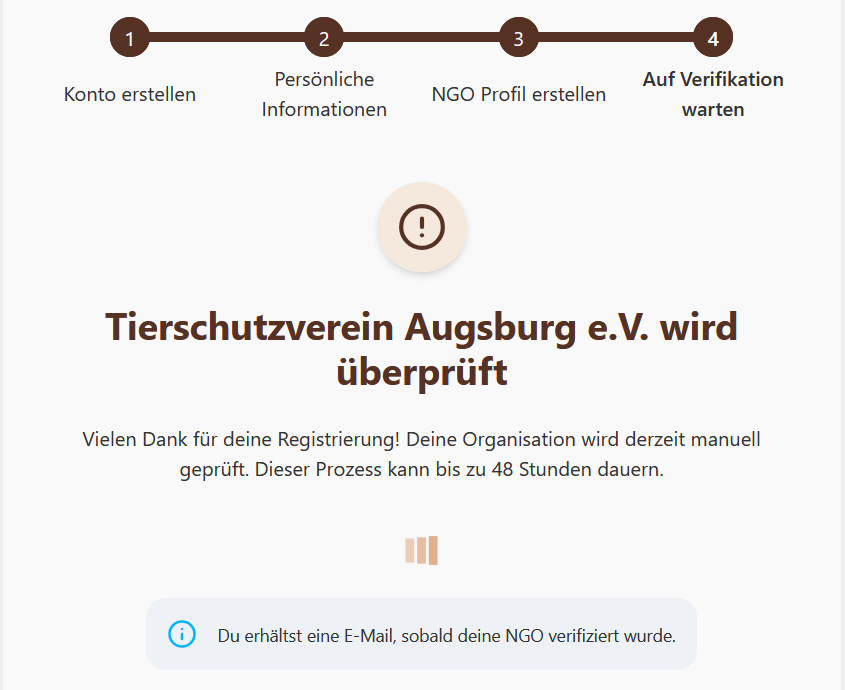 1
2
3
4
Konto erstellen
Persönliche
Informationen
NGO Profil erstellen
Auf Verifikation
warten
Tierschutzverein Augsburg e.V. wird
überprüft
Vielen Dank für deine Registrierung! Deine Organisation wird derzeit manuell
geprüft. Dieser Prozess kann bis zu 48 Stunden dauern.
Du erhältst eine E-Mail, sobald deine NGO verifiziert wurde.